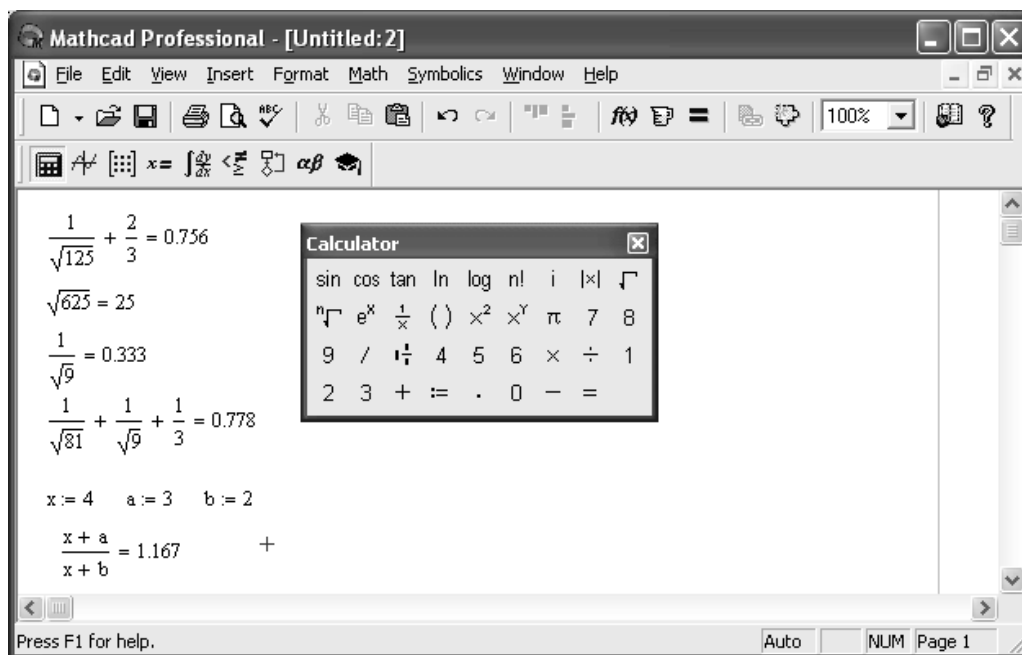 Mathcad Professional - [Untitled:2]
File Edit View Insert Format Math Symbolics Window Help
100%
x= αβ
1/√125 + 2/3 = 0.756
√625 = 25
1/√9 = 0.333
1/√81 + 1/√9 + 1/3 = 0.778
x := 4 a := 3 b := 2
(x + a)/(x + b) = 1.167
Calculator
sin cos tan ln log n! i |×| √
ⁿ√ eˣ 1/x ( ) ×² ×ʸ π 7 8
9 / 4 5 6 × ÷ 1
2 3 + := . 0 − =
Press F1 for help.
Auto NUM Page 1